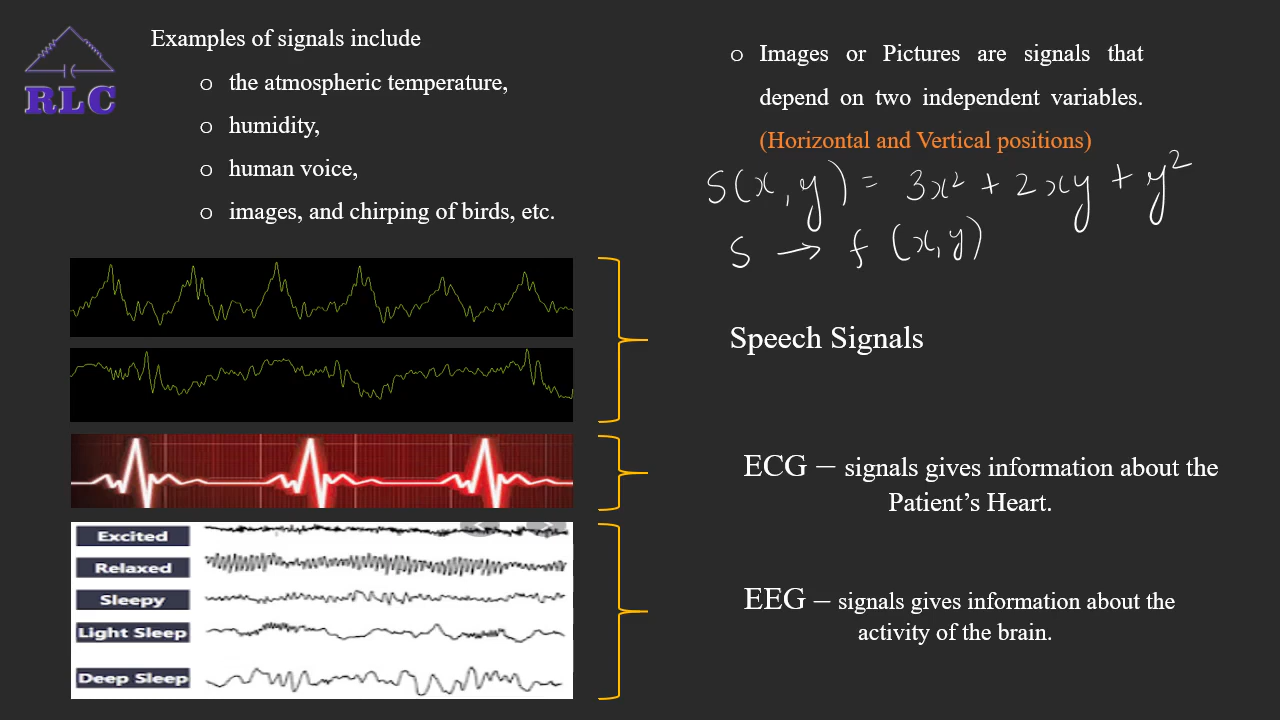 RLC
Examples of signals include
o the atmospheric temperature,
o humidity,
o human voice,
o images, and chirping of birds, etc.
o Images or Pictures are signals that
depend on two independent variables.
(Horizontal and Vertical positions)
S(x,y) = 3x² + 2xy + y²
S → f (x,y)
Speech Signals
ECG – signals gives information about the
Patient’s Heart.
Excited
Relaxed
Sleepy
Light Sleep
Deep Sleep
EEG – signals gives information about the
activity of the brain.